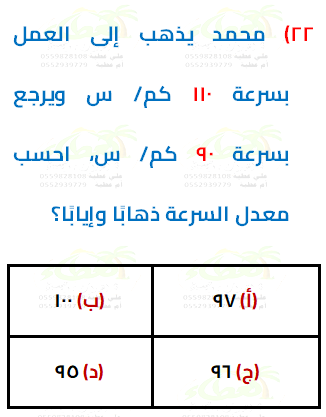 ٢٢) محمد يذهب إلى العمل
بسرعة ١١٠ كم/ س ويرجع
بسرعة ٩٠ كم/ س، احسب
معدل السرعة ذهابًا وإيابًا؟
(أ) ٩٧ (ب) ١٠٠
(ج) ٩٦ (د) ٩٥